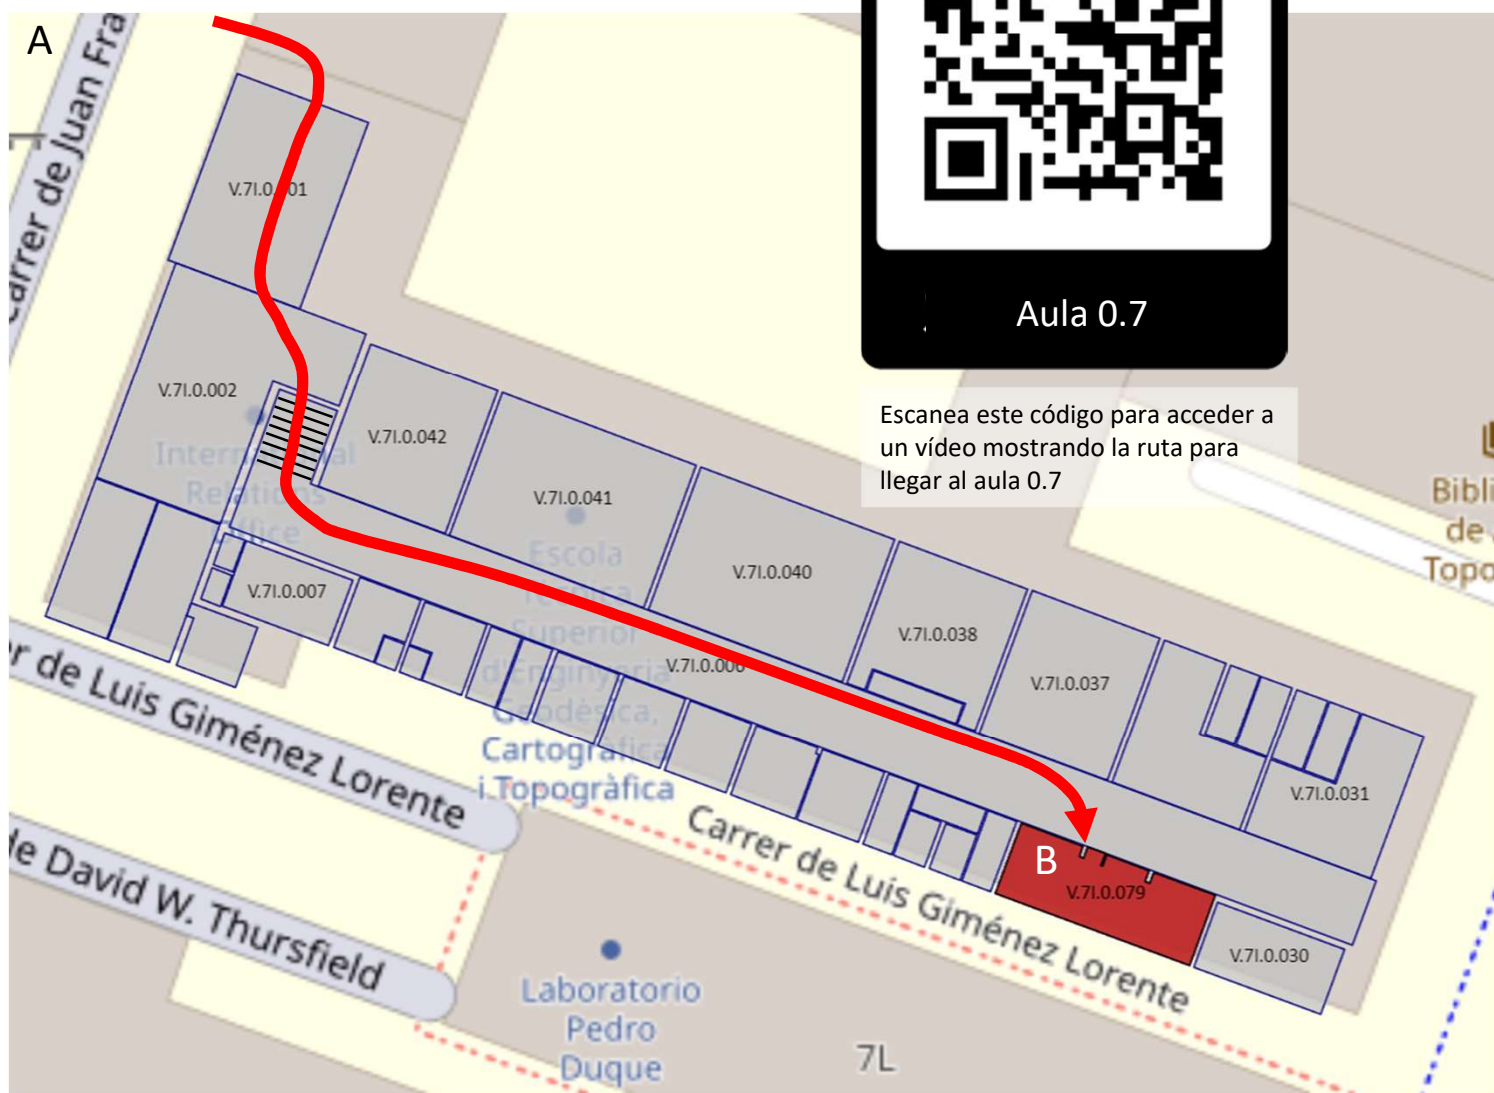 A
Carrer de Juan Fra
V.7I.0.001
Aula 0.7
Escanea este código para acceder a
un vídeo mostrando la ruta para
llegar al aula 0.7
V.7I.0.002
International
Relations
Office
V.7I.0.042
V.7I.0.041
Escola
Tècnica
Superior
d'Enginyeria
Geodèsica,
Cartogràfica
i Topogràfica
V.7I.0.040
V.7I.0.007
V.7I.0.006
V.7I.0.038
V.7I.0.037
V.7I.0.031
Bibli
de
Topo
r de Luis Giménez Lorente
Carrer de Luis Giménez Lorente
B
V.7I.0.079
V.7I.0.030
de David W. Thursfield
Laboratorio
Pedro
Duque
7L